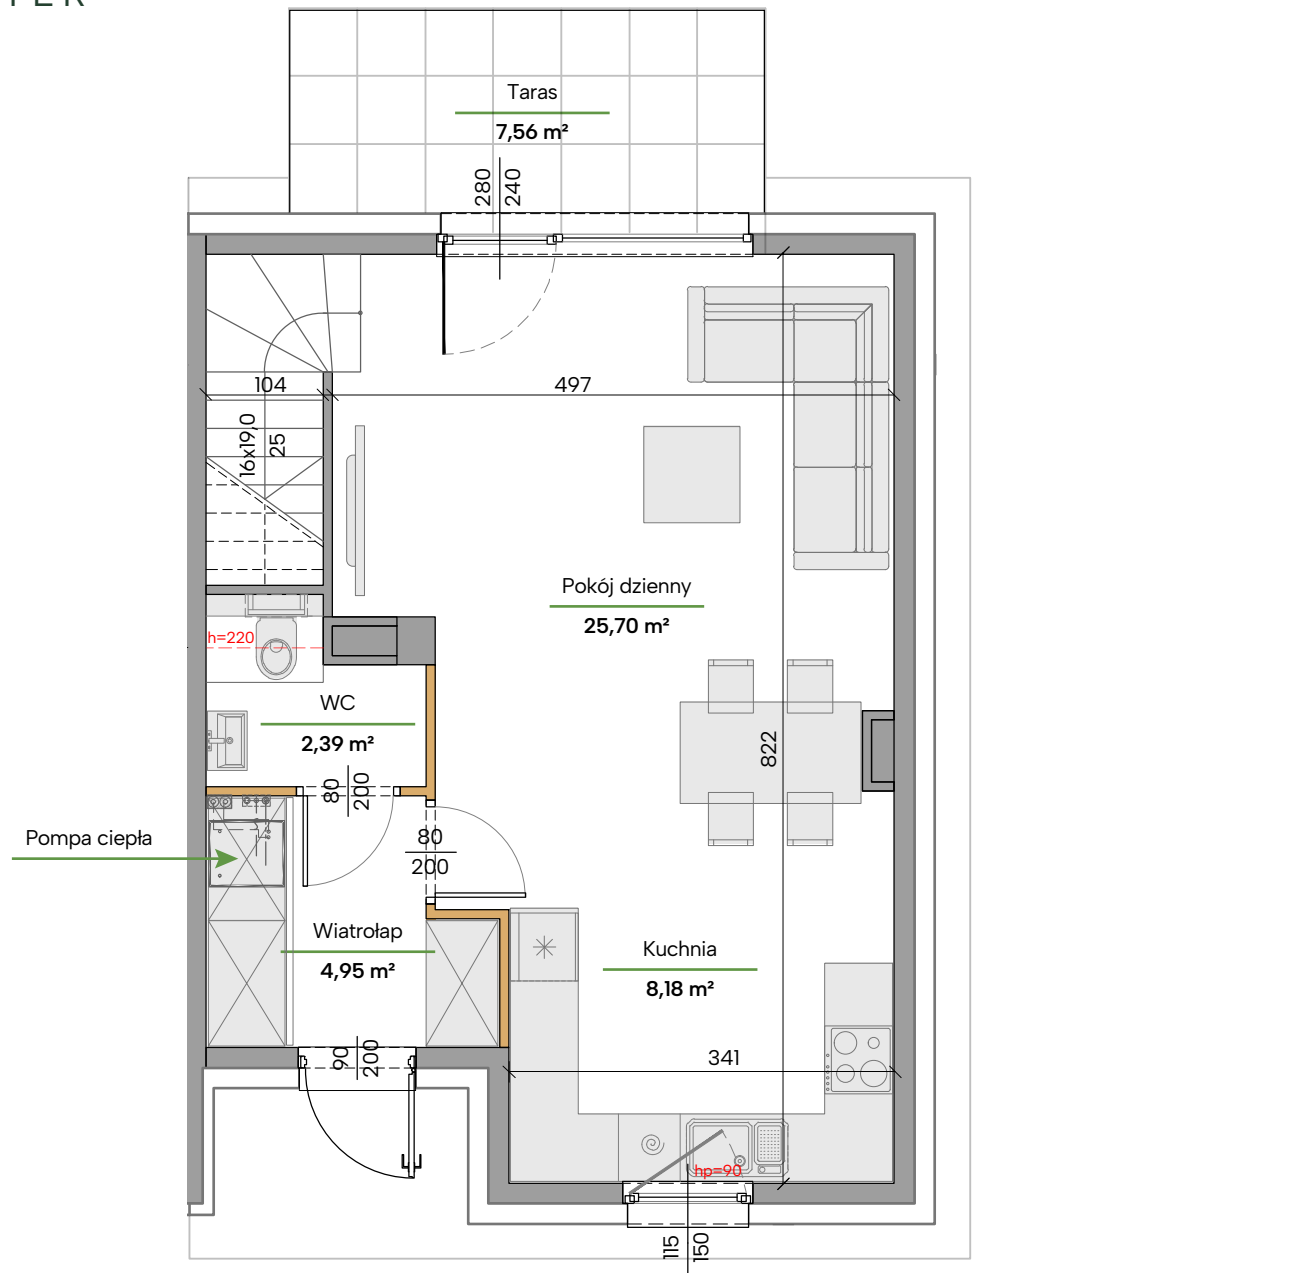 Taras
7,56 m²
280
240
104
497
16x19,0
25
Pokój dzienny
25,70 m²
h=220
WC
2,39 m²
822
80
200
Pompa ciepła
80
200
Wiatrołap
4,95 m²
Kuchnia
8,18 m²
90
200
341
hp=90
115
150